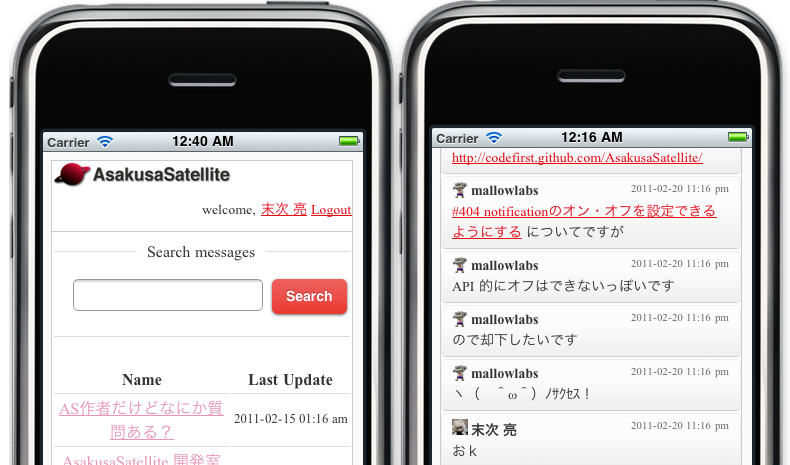 Carrier
12:40 AM
AsakusaSatellite
welcome, 末次 亮 Logout
Search messages
Search
Name
Last Update
AS作者だけどなにか質
問ある？
2011-02-15 01:16 am
AsakusaSatellite 開発室
Carrier
12:16 AM
http://codefirst.github.com/AsakusaSatellite/
mallowlabs
2011-02-20 11:16 pm
#404 notificationのオン・オフを設定できる
ようにする についてですが
mallowlabs
2011-02-20 11:16 pm
API 的にオフはできないっぽいです
mallowlabs
2011-02-20 11:16 pm
ので却下したいです
mallowlabs
2011-02-20 11:16 pm
ヽ（　＾ω＾）ﾉｻｸｾｽ！
末次 亮
2011-02-20 11:16 pm
おｋ